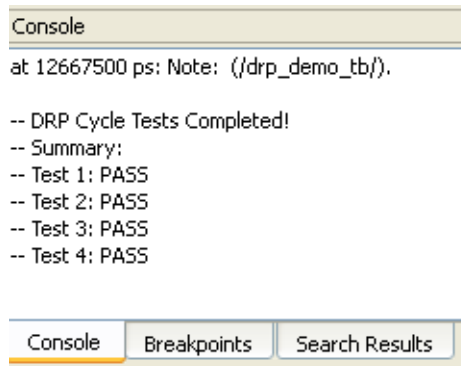 Console
at 12667500 ps: Note:  (/drp_demo_tb/).
-- DRP Cycle Tests Completed!
-- Summary:
-- Test 1: PASS
-- Test 2: PASS
-- Test 3: PASS
-- Test 4: PASS
Console Breakpoints Search Results